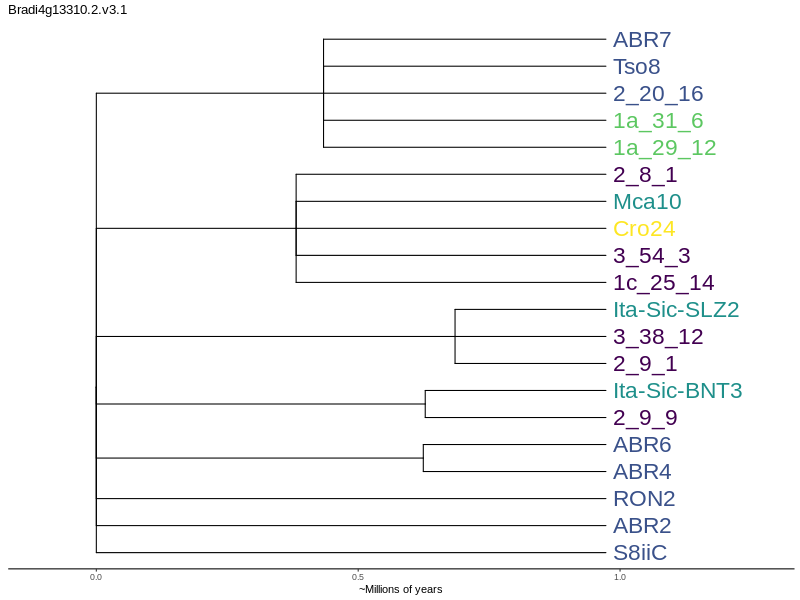 Bradi4g13310.2.v3.1
ABR7
Tso8
2_20_16
1a_31_6
1a_29_12
2_8_1
Mca10
Cro24
3_54_3
1c_25_14
Ita-Sic-SLZ2
3_38_12
2_9_1
Ita-Sic-BNT3
2_9_9
ABR6
ABR4
RON2
ABR2
S8iiC
0.0 0.5 1.0
~Millions of years